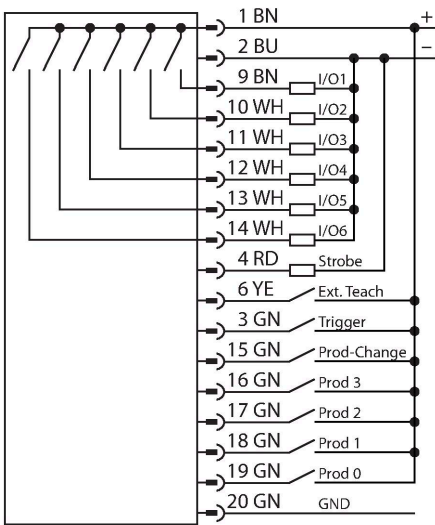 1 BN +
2 BU −
9 BN I/O1
10 WH I/O2
11 WH I/O3
12 WH I/O4
13 WH I/O5
14 WH I/O6
4 RD Strobe
6 YE Ext. Teach
3 GN Trigger
15 GN Prod-Change
16 GN Prod 3
17 GN Prod 2
18 GN Prod 1
19 GN Prod 0
20 GN GND